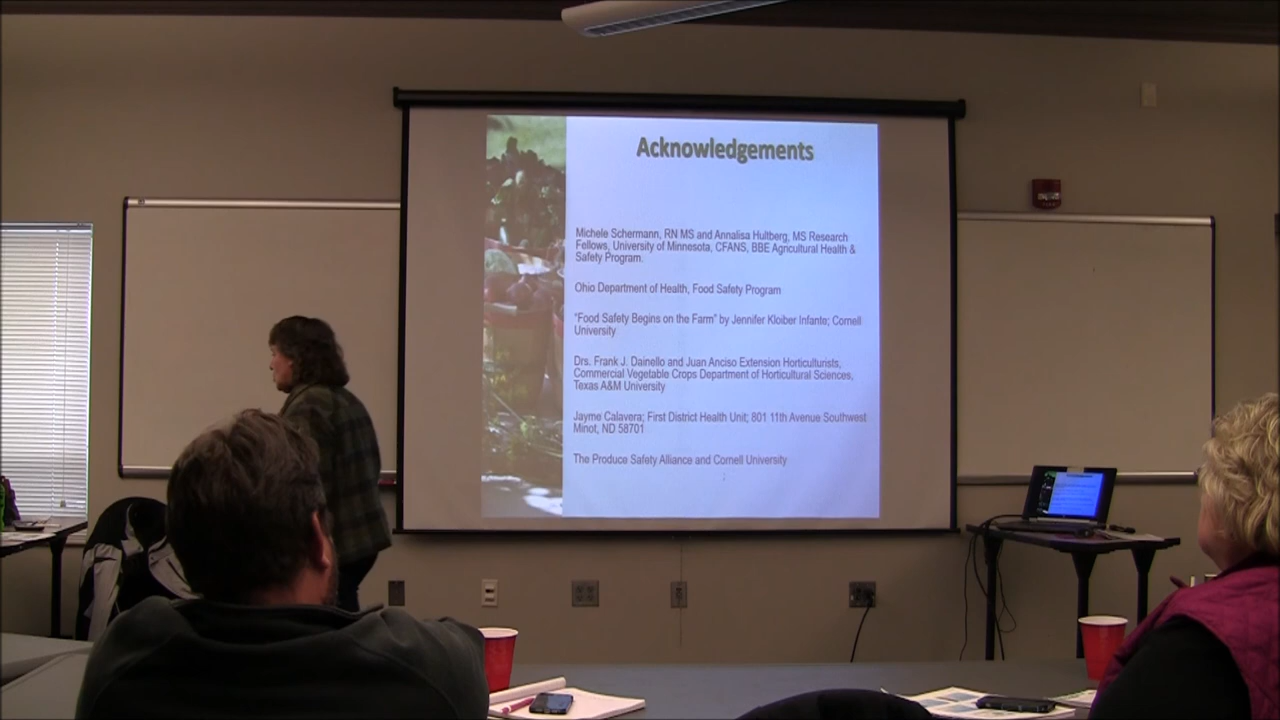 Acknowledgements
Michele Schermann, RN MS and Annalisa Hultberg, MS Research
Fellows, University of Minnesota, CFANS, BBE Agricultural Health &
Safety Program.
Ohio Department of Health, Food Safety Program
"Food Safety Begins on the Farm" by Jennifer Kloiber Infante; Cornell
University
Drs. Frank J. Dainello and Juan Anciso Extension Horticulturists,
Commercial Vegetable Crops Department of Horticultural Sciences,
Texas A&M University
Jayme Calavera; First District Health Unit; 801 11th Avenue Southwest
Minot, ND 58701
The Produce Safety Alliance and Cornell University